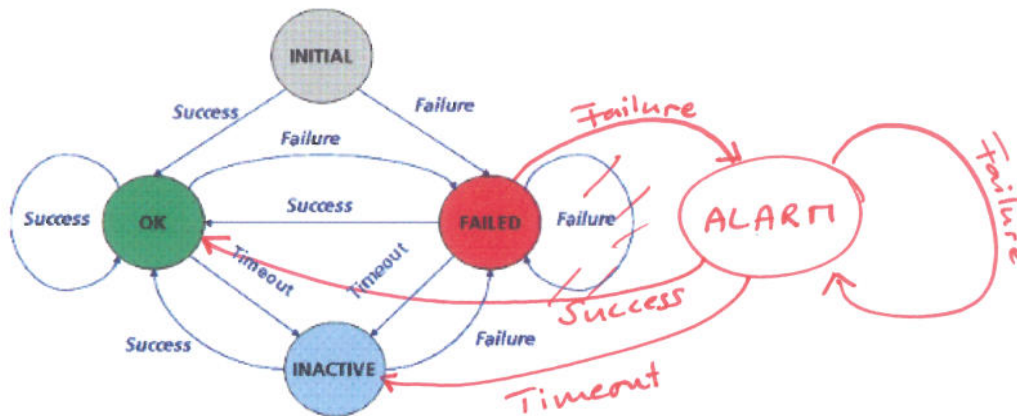 INITIAL
Success
Failure
Failure
Failure
Failure
Success
OK
Success
FAILED
Failure
ALARM
Timeout
Timeout
Success
Success
INACTIVE
Failure
Timeout